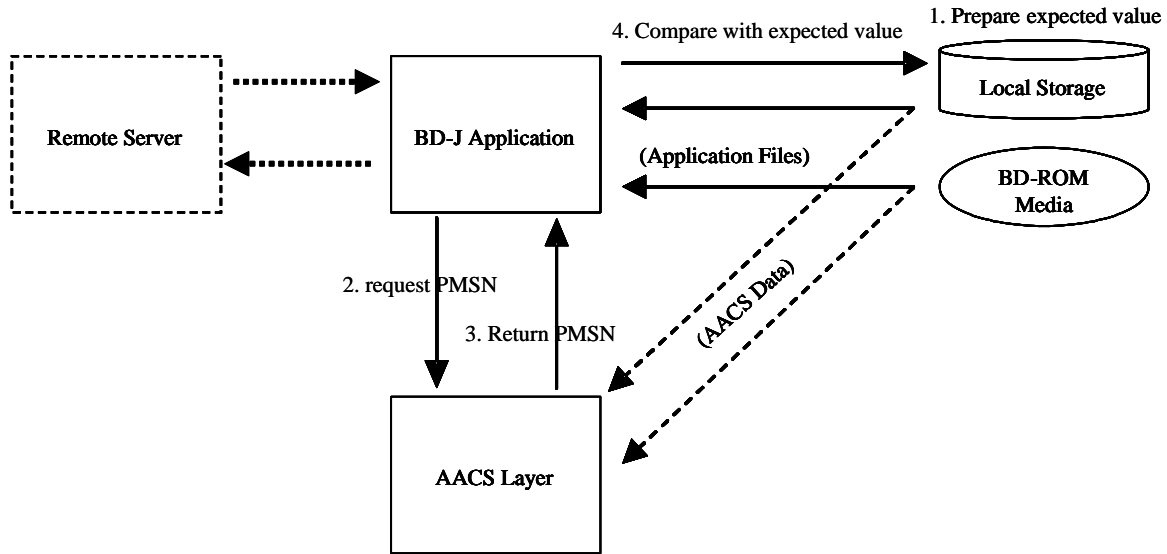 1. Prepare expected value
4. Compare with expected value
Local Storage
Remote Server
BD-J Application
(Application Files)
BD-ROM
Media
2. request PMSN
(AACS Data)
3. Return PMSN
AACS Layer